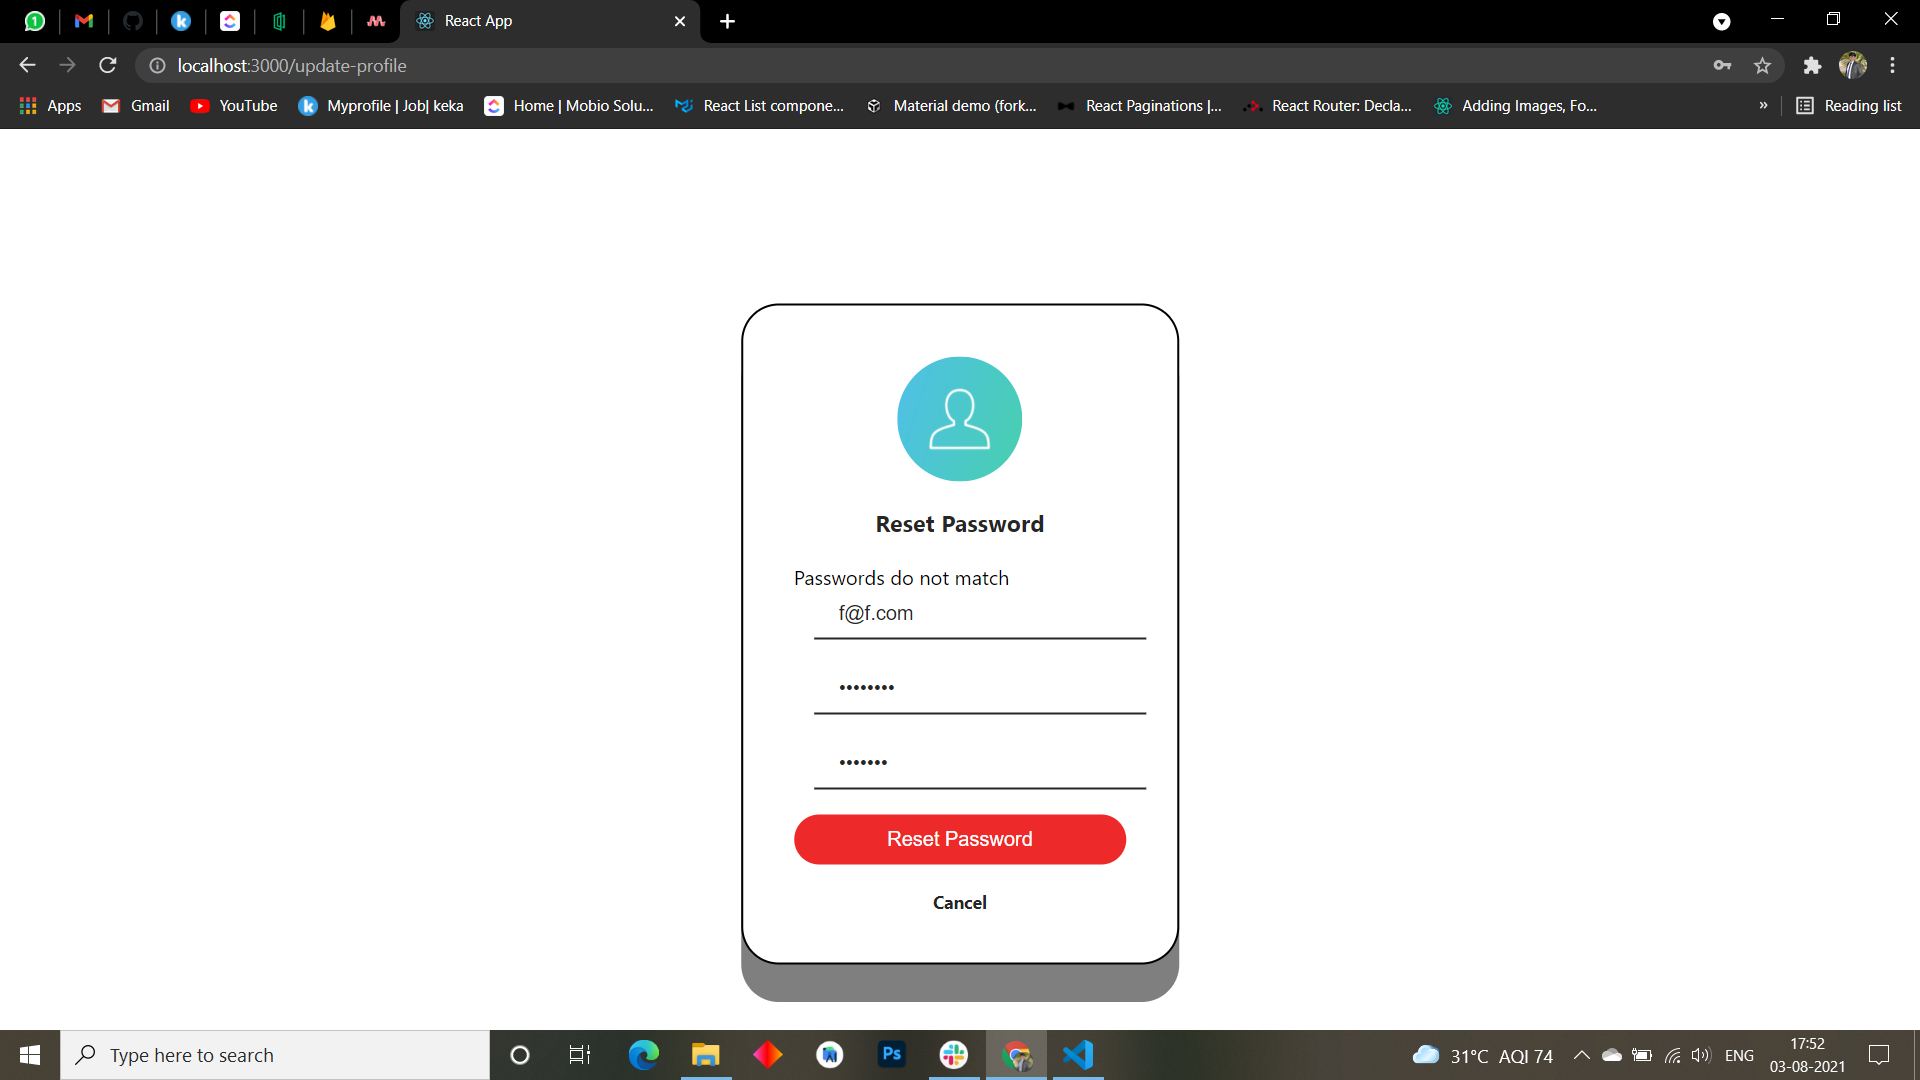 1
React App
localhost:3000/update-profile
Apps
Gmail
YouTube
Myprofile | Job| keka
Home | Mobio Solu...
React List compone...
Material demo (fork...
React Paginations |...
React Router: Decla...
Adding Images, Fo...
»
Reading list
Reset Password
Passwords do not match
f@f.com
••••••••
•••••••
Reset Password
Cancel
Type here to search
Ps
31°C AQI 74
ENG
17:52
03-08-2021